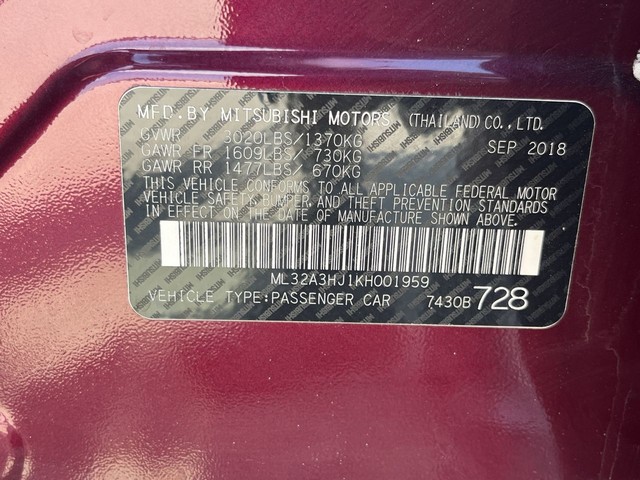 MFD.BY MITSUBISHI MOTORS (THAILAND)CO.,LTD.
GVWR 3020LBS/1370KG SEP 2018
GAWR FR 1609LBS/ 730KG
GAWR RR 1477LBS/ 670KG
THIS VEHICLE CONFORMS TO ALL APPLICABLE FEDERAL MOTOR
VEHICLE SAFETY,BUMPER,AND THEFT PREVENTION STANDARDS
IN EFFECT ON THE DATE OF MANUFACTURE SHOWN ABOVE.
ML32A3HJ1KH001959
VEHICLE TYPE:PASSENGER CAR 7430B 728